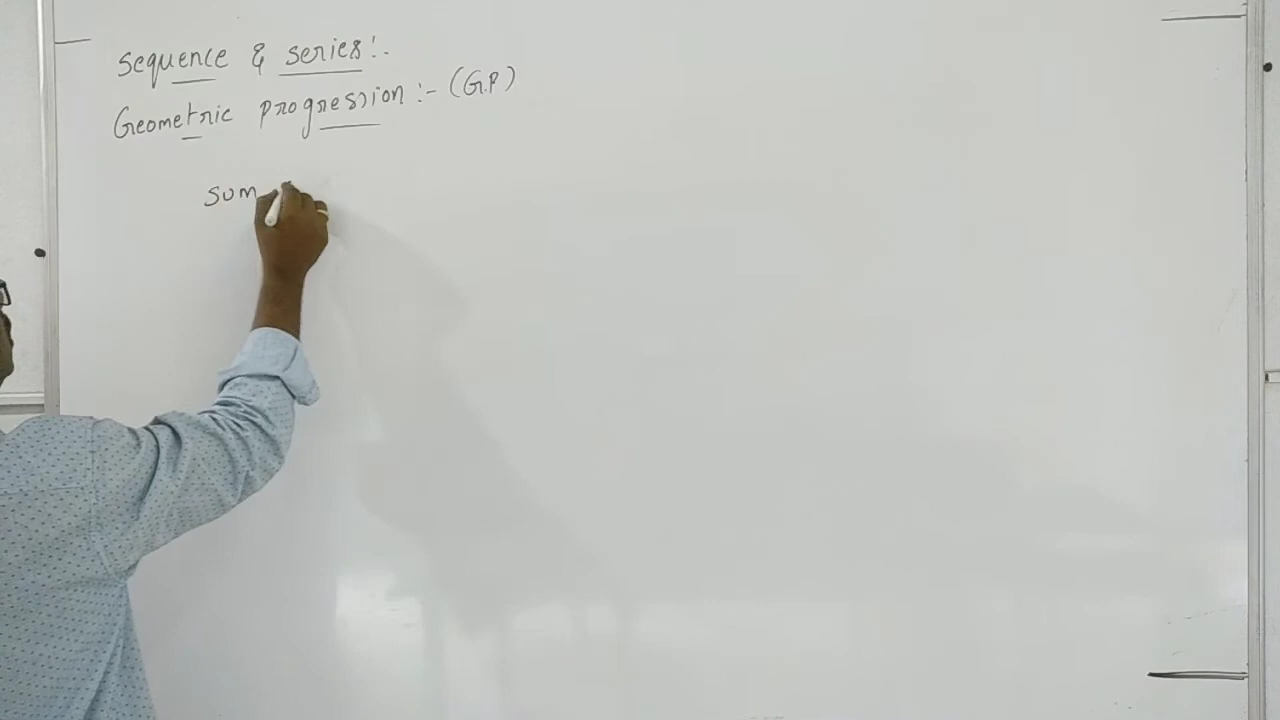 Sequence & series:.
Geometric progression :- (G.P)
sum